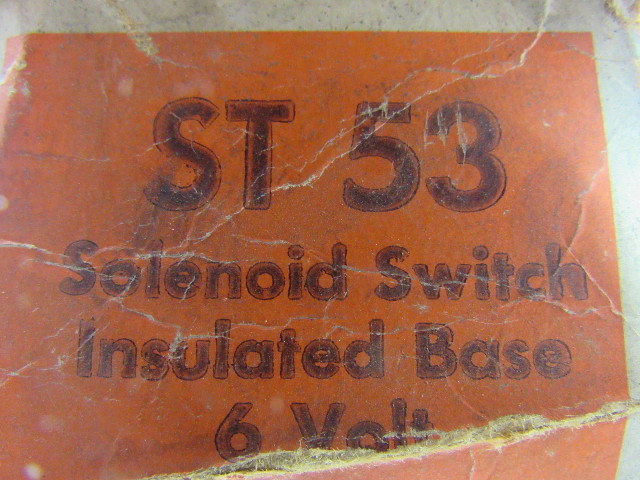 ST 53
Solenoid Switch
Insulated Base
6 Volt